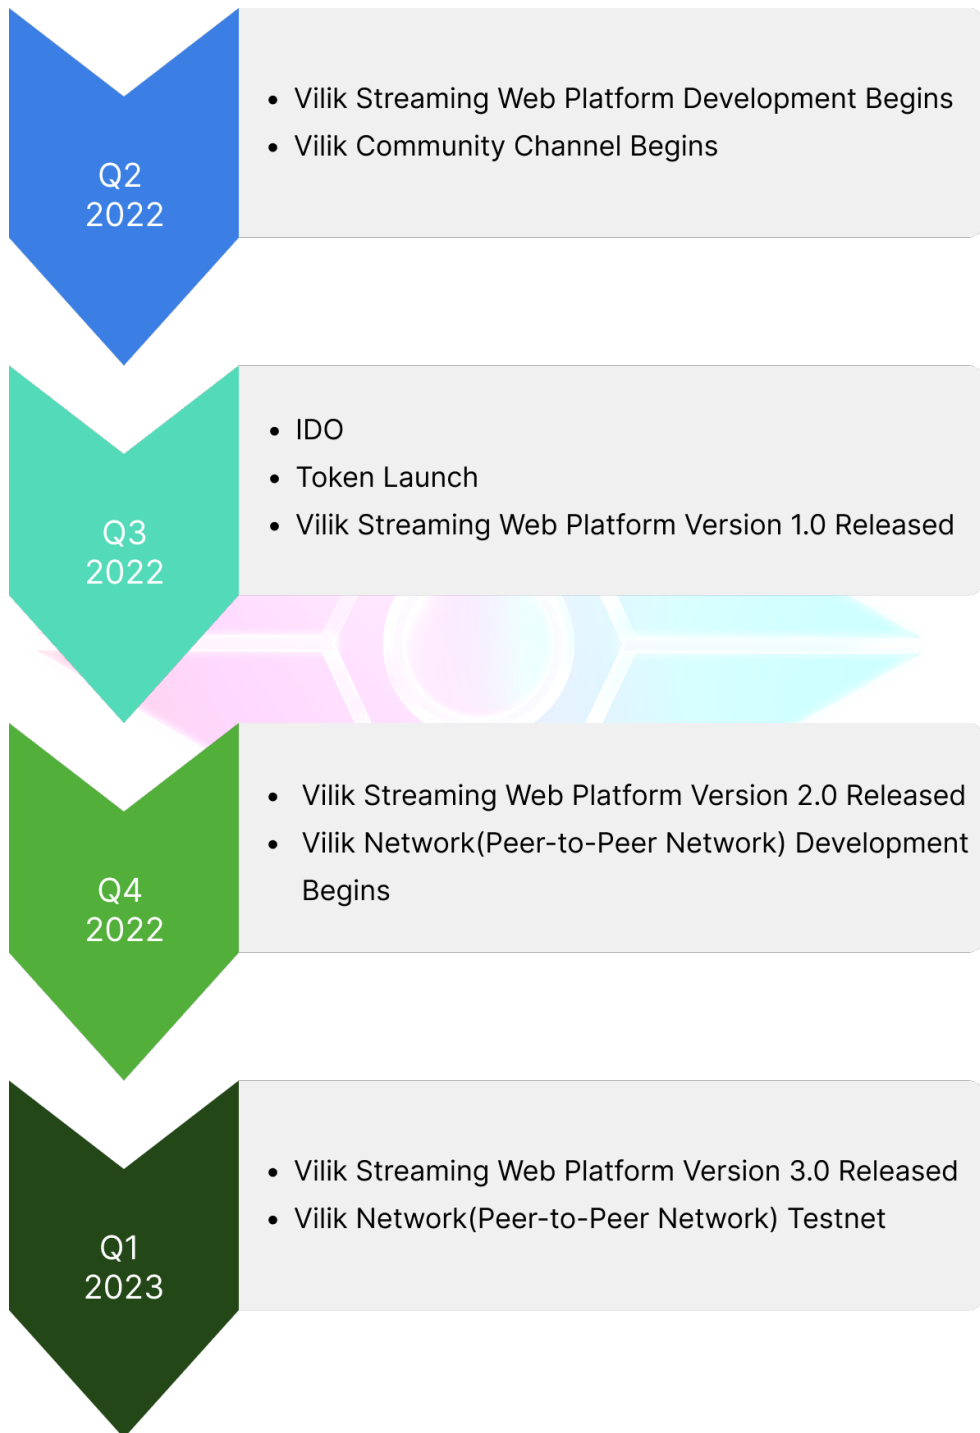 Q2
2022
• Vilik Streaming Web Platform Development Begins
• Vilik Community Channel Begins
Q3
2022
• IDO
• Token Launch
• Vilik Streaming Web Platform Version 1.0 Released
Q4
2022
• Vilik Streaming Web Platform Version 2.0 Released
• Vilik Network(Peer-to-Peer Network) Development
Begins
Q1
2023
• Vilik Streaming Web Platform Version 3.0 Released
• Vilik Network(Peer-to-Peer Network) Testnet